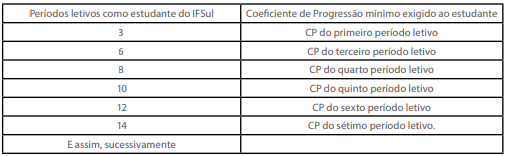 Períodos letivos como estudante do IFSul Coeficiente de Progressão mínimo exigido ao estudante
3 CP do primeiro período letivo
6 CP do terceiro período letivo
8 CP do quarto período letivo
10 CP do quinto período letivo
12 CP do sexto período letivo
14 CP do sétimo período letivo.
E assim, sucessivamente